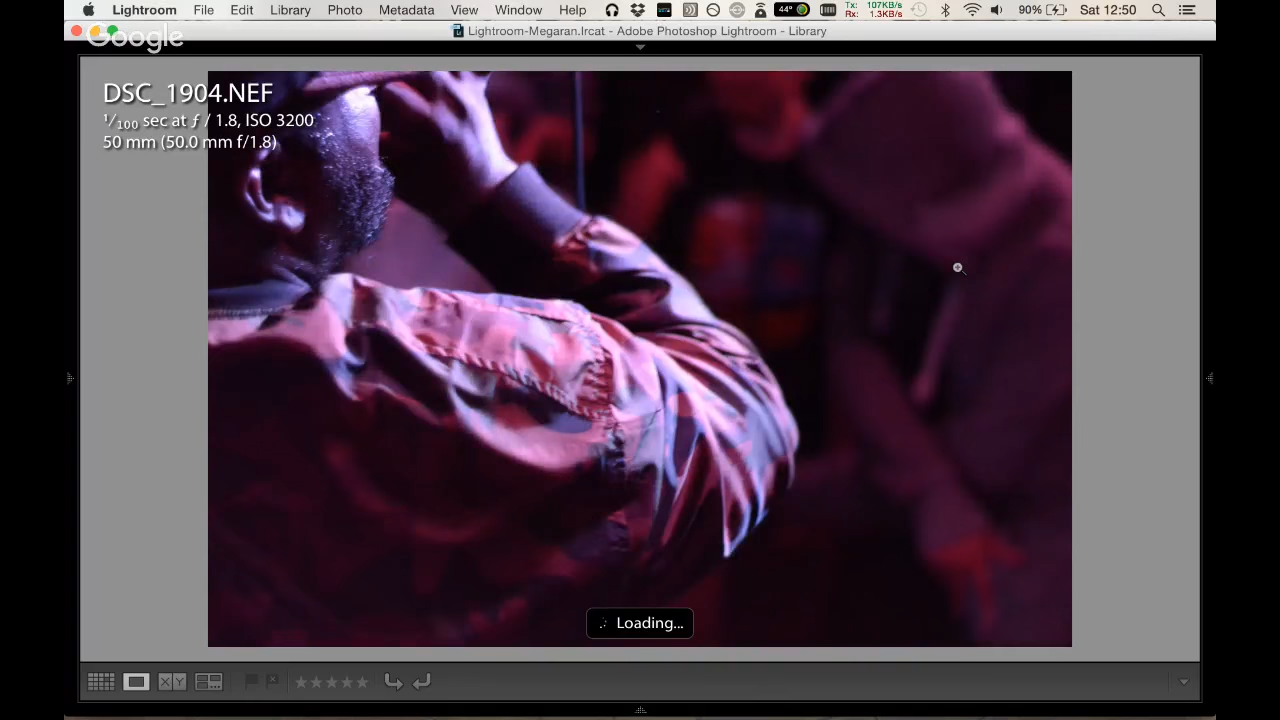 Lightroom File Edit Library Photo Metadata View Window Help 44° Tx: 107KB/s Rx: 1.3KB/s 90% Sat 12:50
Google
Lightroom-Megaran.lrcat - Adobe Photoshop Lightroom - Library
DSC_1904.NEF
1/100 sec at ƒ / 1.8, ISO 3200
50 mm (50.0 mm f/1.8)
Loading...
X Y